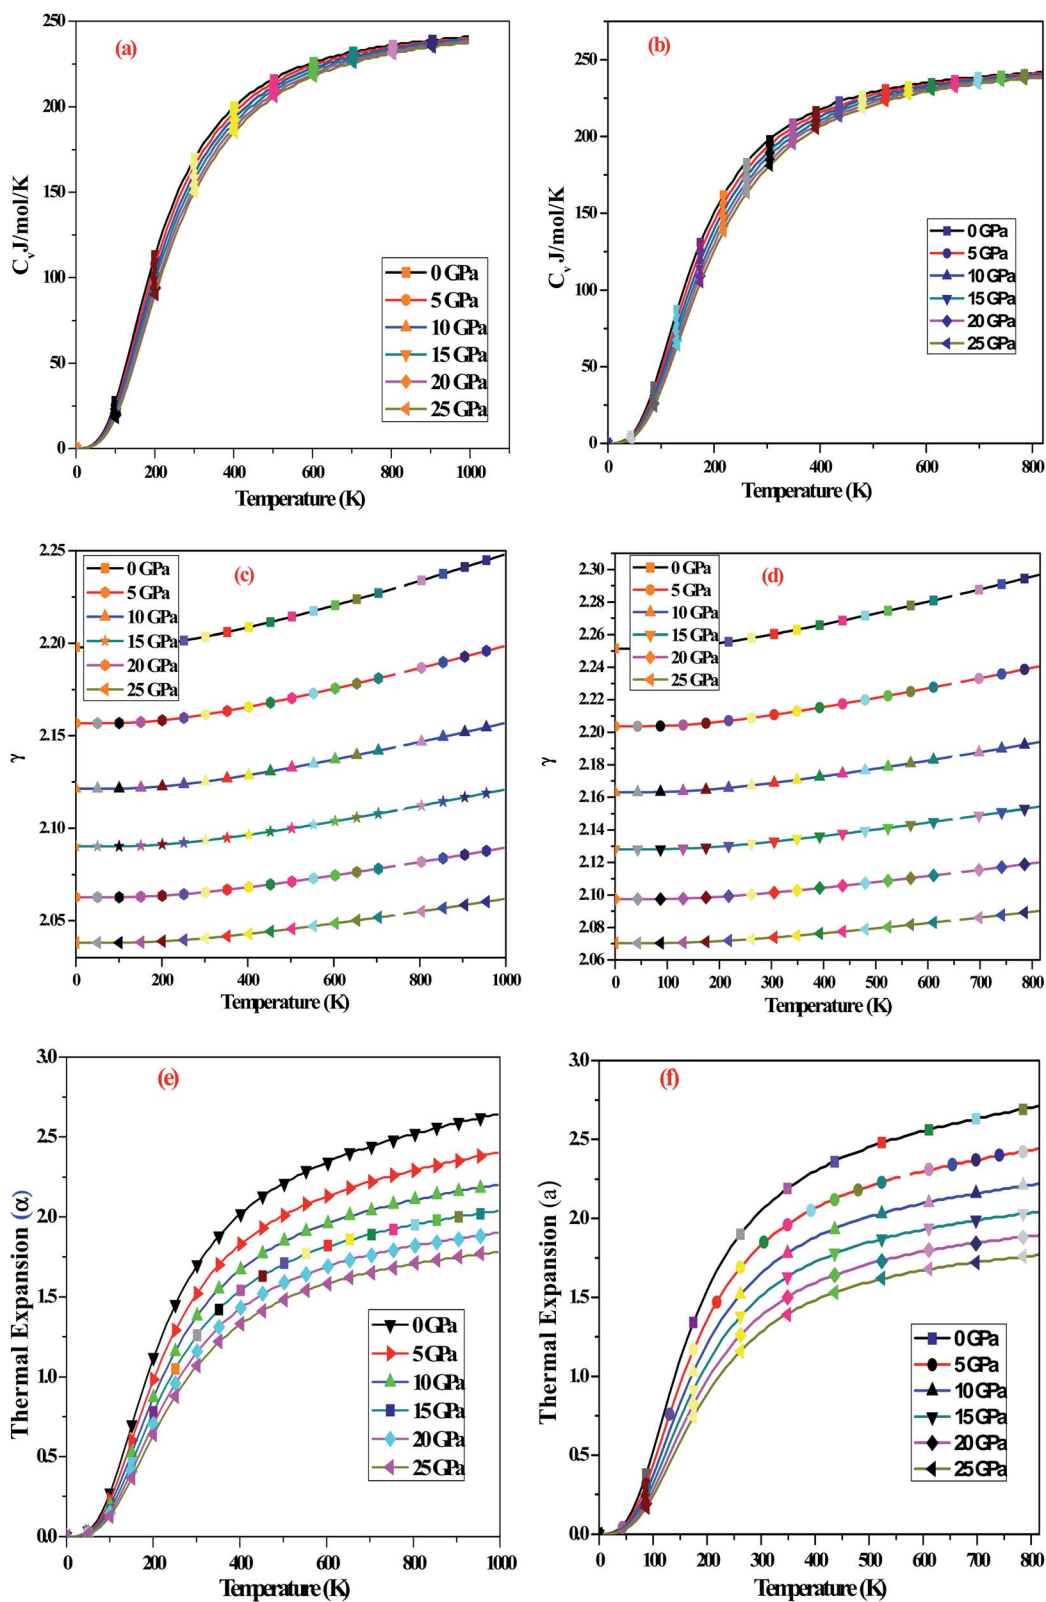 (a)
250
200
150
100
50
0
C_v J/mol/K
0 GPa
5 GPa
10 GPa
15 GPa
20 GPa
25 GPa
0 200 400 600 800 1000
Temperature (K)
(b)
250
200
150
100
50
0
C_v J/mol/K
0 GPa
5 GPa
10 GPa
15 GPa
20 GPa
25 GPa
0 200 400 600 800
Temperature (K)
(c)
2.25
2.20
2.15
2.10
2.05
γ
0 GPa
5 GPa
10 GPa
15 GPa
20 GPa
25 GPa
0 200 400 600 800 1000
Temperature (K)
(d)
2.30
2.28
2.26
2.24
2.22
2.20
2.18
2.16
2.14
2.12
2.10
2.08
2.06
γ
0 GPa
5 GPa
10 GPa
15 GPa
20 GPa
25 GPa
0 100 200 300 400 500 600 700 800
Temperature (K)
(e)
3.0
2.5
2.0
1.5
1.0
0.5
0.0
Thermal Expansion (α)
0 GPa
5 GPa
10 GPa
15 GPa
20 GPa
25 GPa
0 200 400 600 800 1000
Temperature (K)
(f)
3.0
2.5
2.0
1.5
1.0
0.5
0.0
Thermal Expansion (a)
0 GPa
5 GPa
10 GPa
15 GPa
20 GPa
25 GPa
0 100 200 300 400 500 600 700 800
Temperature (K)